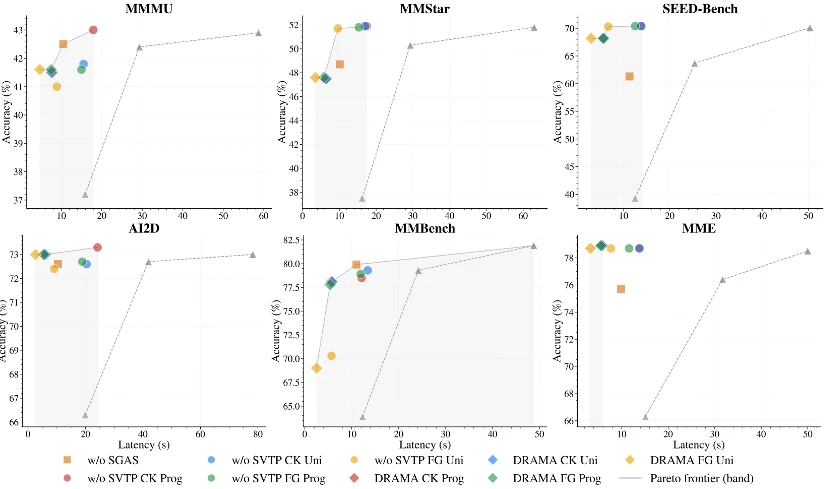 MMMU
MMStar
SEED-Bench
Accuracy (%)
43
42
41
40
39
38
37
10 20 30 40 50 60
Accuracy (%)
52
50
48
46
44
42
40
38
0 10 20 30 40 50 60
Accuracy (%)
70
65
60
55
50
45
40
10 20 30 40 50
AI2D
MMBench
MME
Accuracy (%)
73
72
71
70
69
68
67
66
0 20 40 60 80
Latency (s)
Accuracy (%)
82.5
80.0
77.5
75.0
72.5
70.0
67.5
65.0
0 10 20 30 40 50
Latency (s)
Accuracy (%)
78
76
74
72
70
68
66
10 20 30 40 50
Latency (s)
w/o SGAS w/o SVTP CK Uni w/o SVTP FG Uni DRAMA CK Uni DRAMA FG Uni
w/o SVTP CK Prog w/o SVTP FG Prog DRAMA CK Prog DRAMA FG Prog Pareto frontier (band)